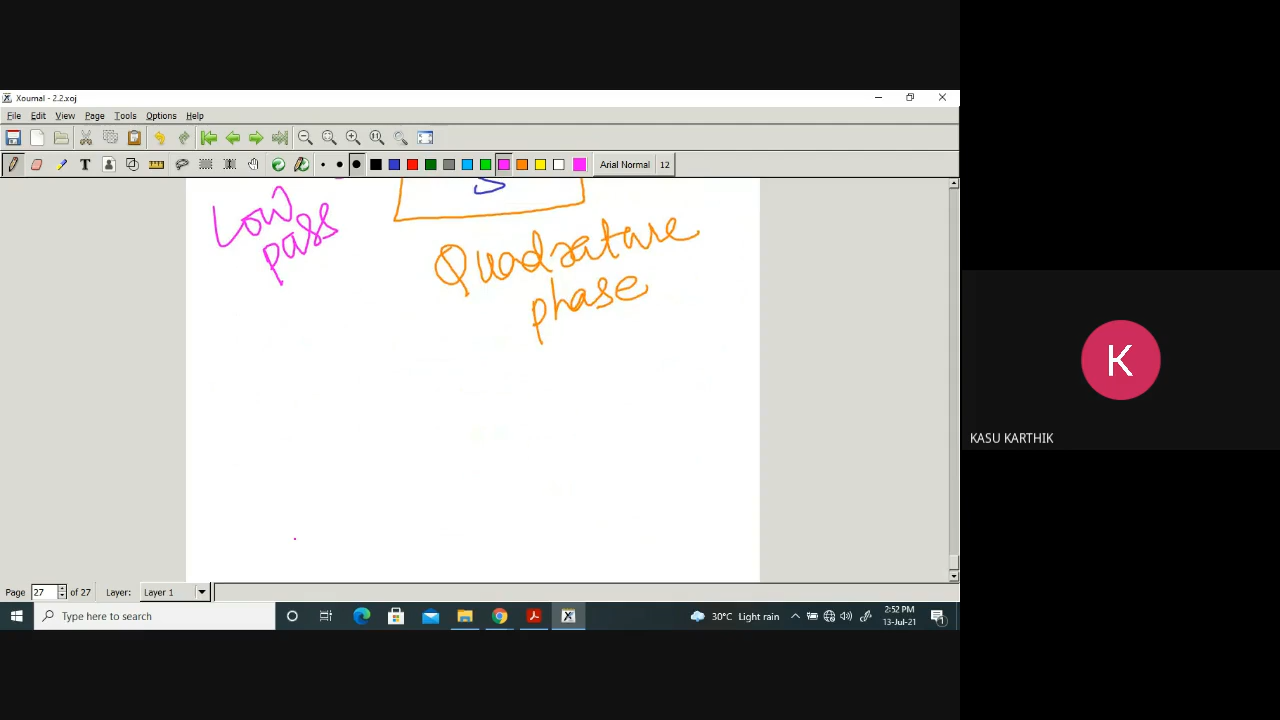 Xournal - 2.2.xoj
File Edit View Page Tools Options Help
T Arial Normal 12
S
Low
pass
Quadrature
phase
K
KASU KARTHIK
Page 27 of 27 Layer: Layer 1
Type here to search
30°C Light rain
2:52 PM
13-Jul-21
1